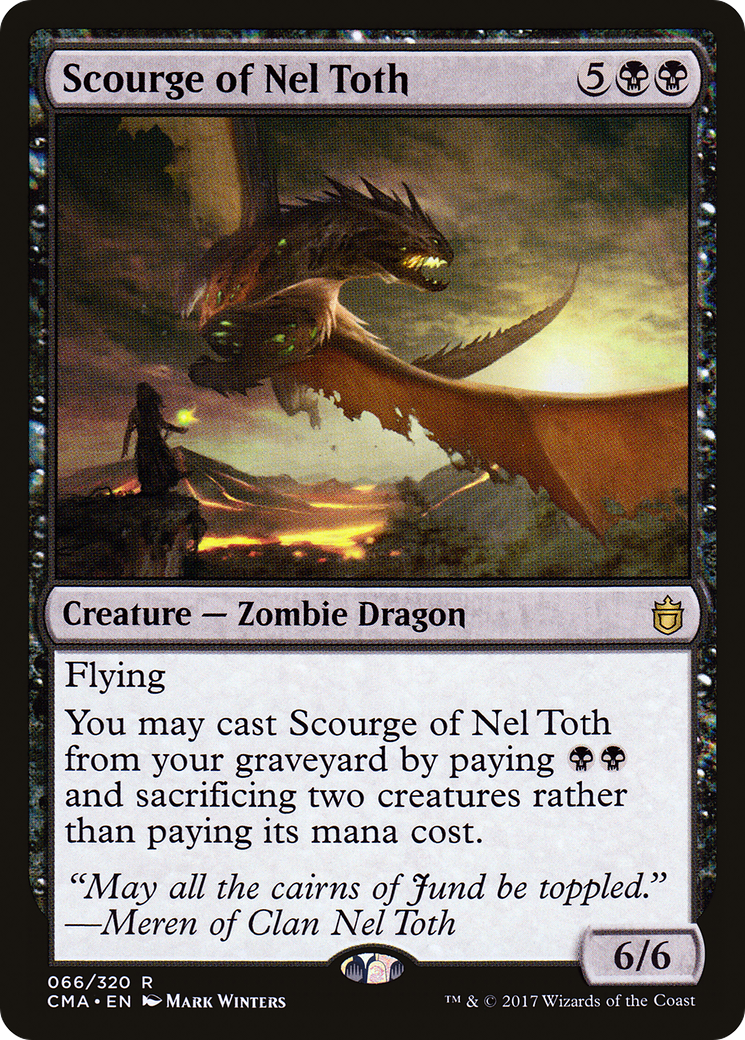 Scourge of Nel Toth 5
Creature — Zombie Dragon
Flying
You may cast Scourge of Nel Toth
from your graveyard by paying
and sacrificing two creatures rather
than paying its mana cost.
“May all the cairns of Jund be toppled.”
—Meren of Clan Nel Toth
6/6
066/320 R
CMA • EN Mark Winters
™ & © 2017 Wizards of the Coast